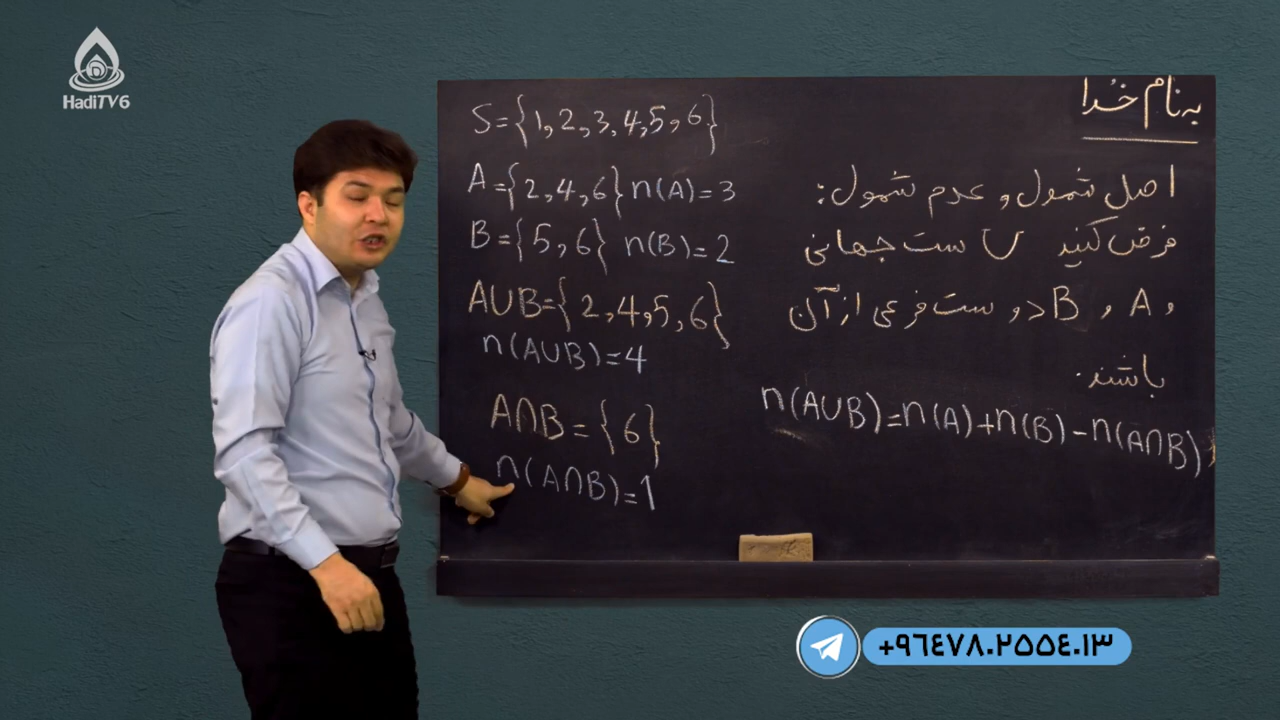 HadiTV6
به نام خدا
اصل شمول و عدم شمول:
فرض کنید U ست جهانی
و A و B دو ست فرعی از آن
باشند.
n(A∪B)=n(A)+n(B)-n(A∩B)
S={1,2,3,4,5,6}
A={2,4,6} n(A)=3
B={5,6} n(B)=2
A∪B={2,4,5,6}
n(A∪B)=4
A∩B={6}
n(A∩B)=1
+۹۶٤۷۸۰۲۵۵٤۰۱۳